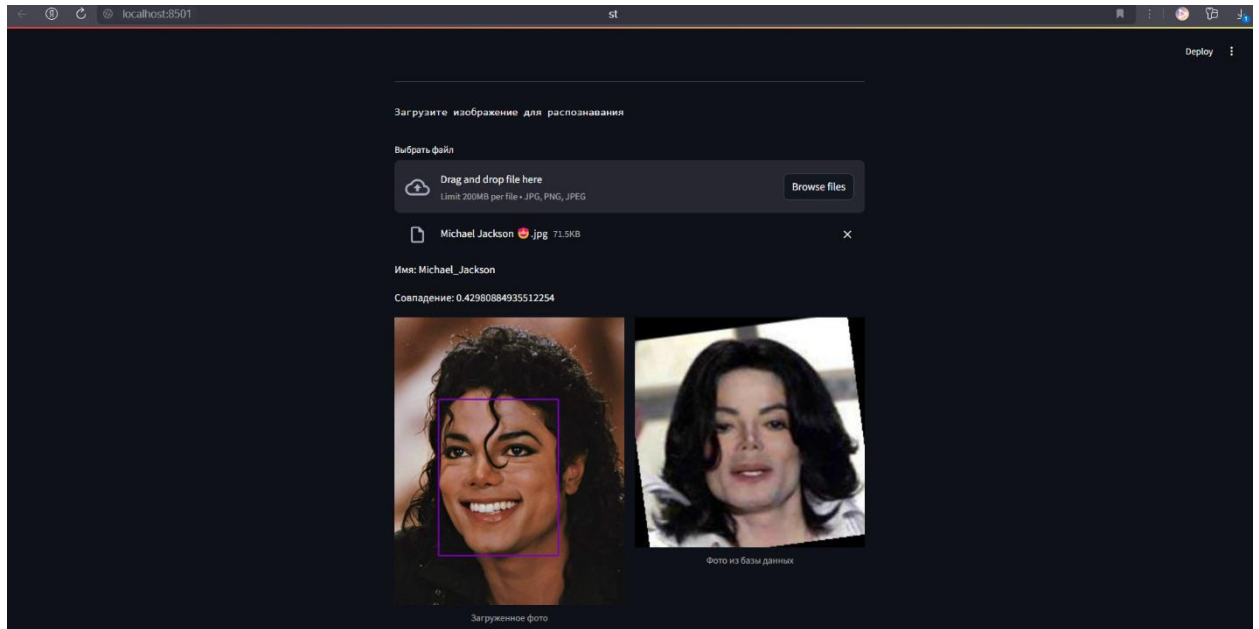 localhost:8501
st
Deploy
Загрузите изображение для распознавания
Выбрать файл
Drag and drop file here
Limit 200MB per file • JPG, PNG, JPEG
Browse files
Michael Jackson 🤩.jpg 71.5KB
Имя: Michael_Jackson
Совпадение: 0.42980884935512254
Фото из базы данных
Загруженное фото